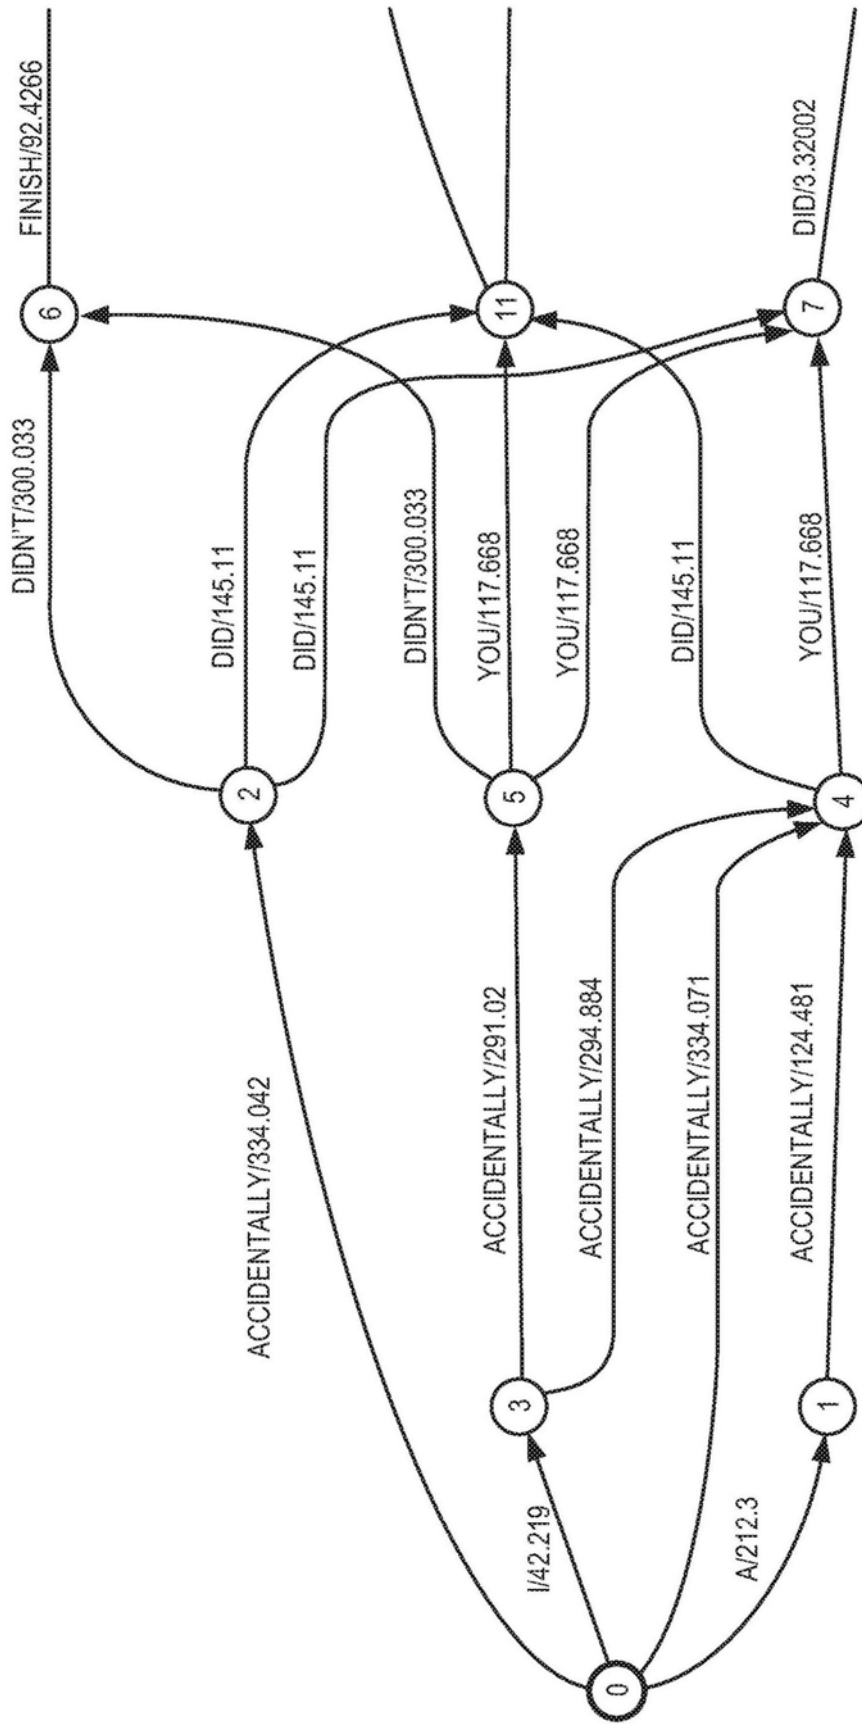 0
I/42.219
A/212.3
3
1
ACCIDENTALLY/334.042
ACCIDENTALLY/291.02
ACCIDENTALLY/294.884
ACCIDENTALLY/334.071
ACCIDENTALLY/124.481
2
5
4
DIDN'T/300.033
DID/145.11
DID/145.11
DIDN'T/300.033
YOU/117.668
YOU/117.668
DID/145.11
YOU/117.668
6
11
7
FINISH/92.4266
DID/3.32002